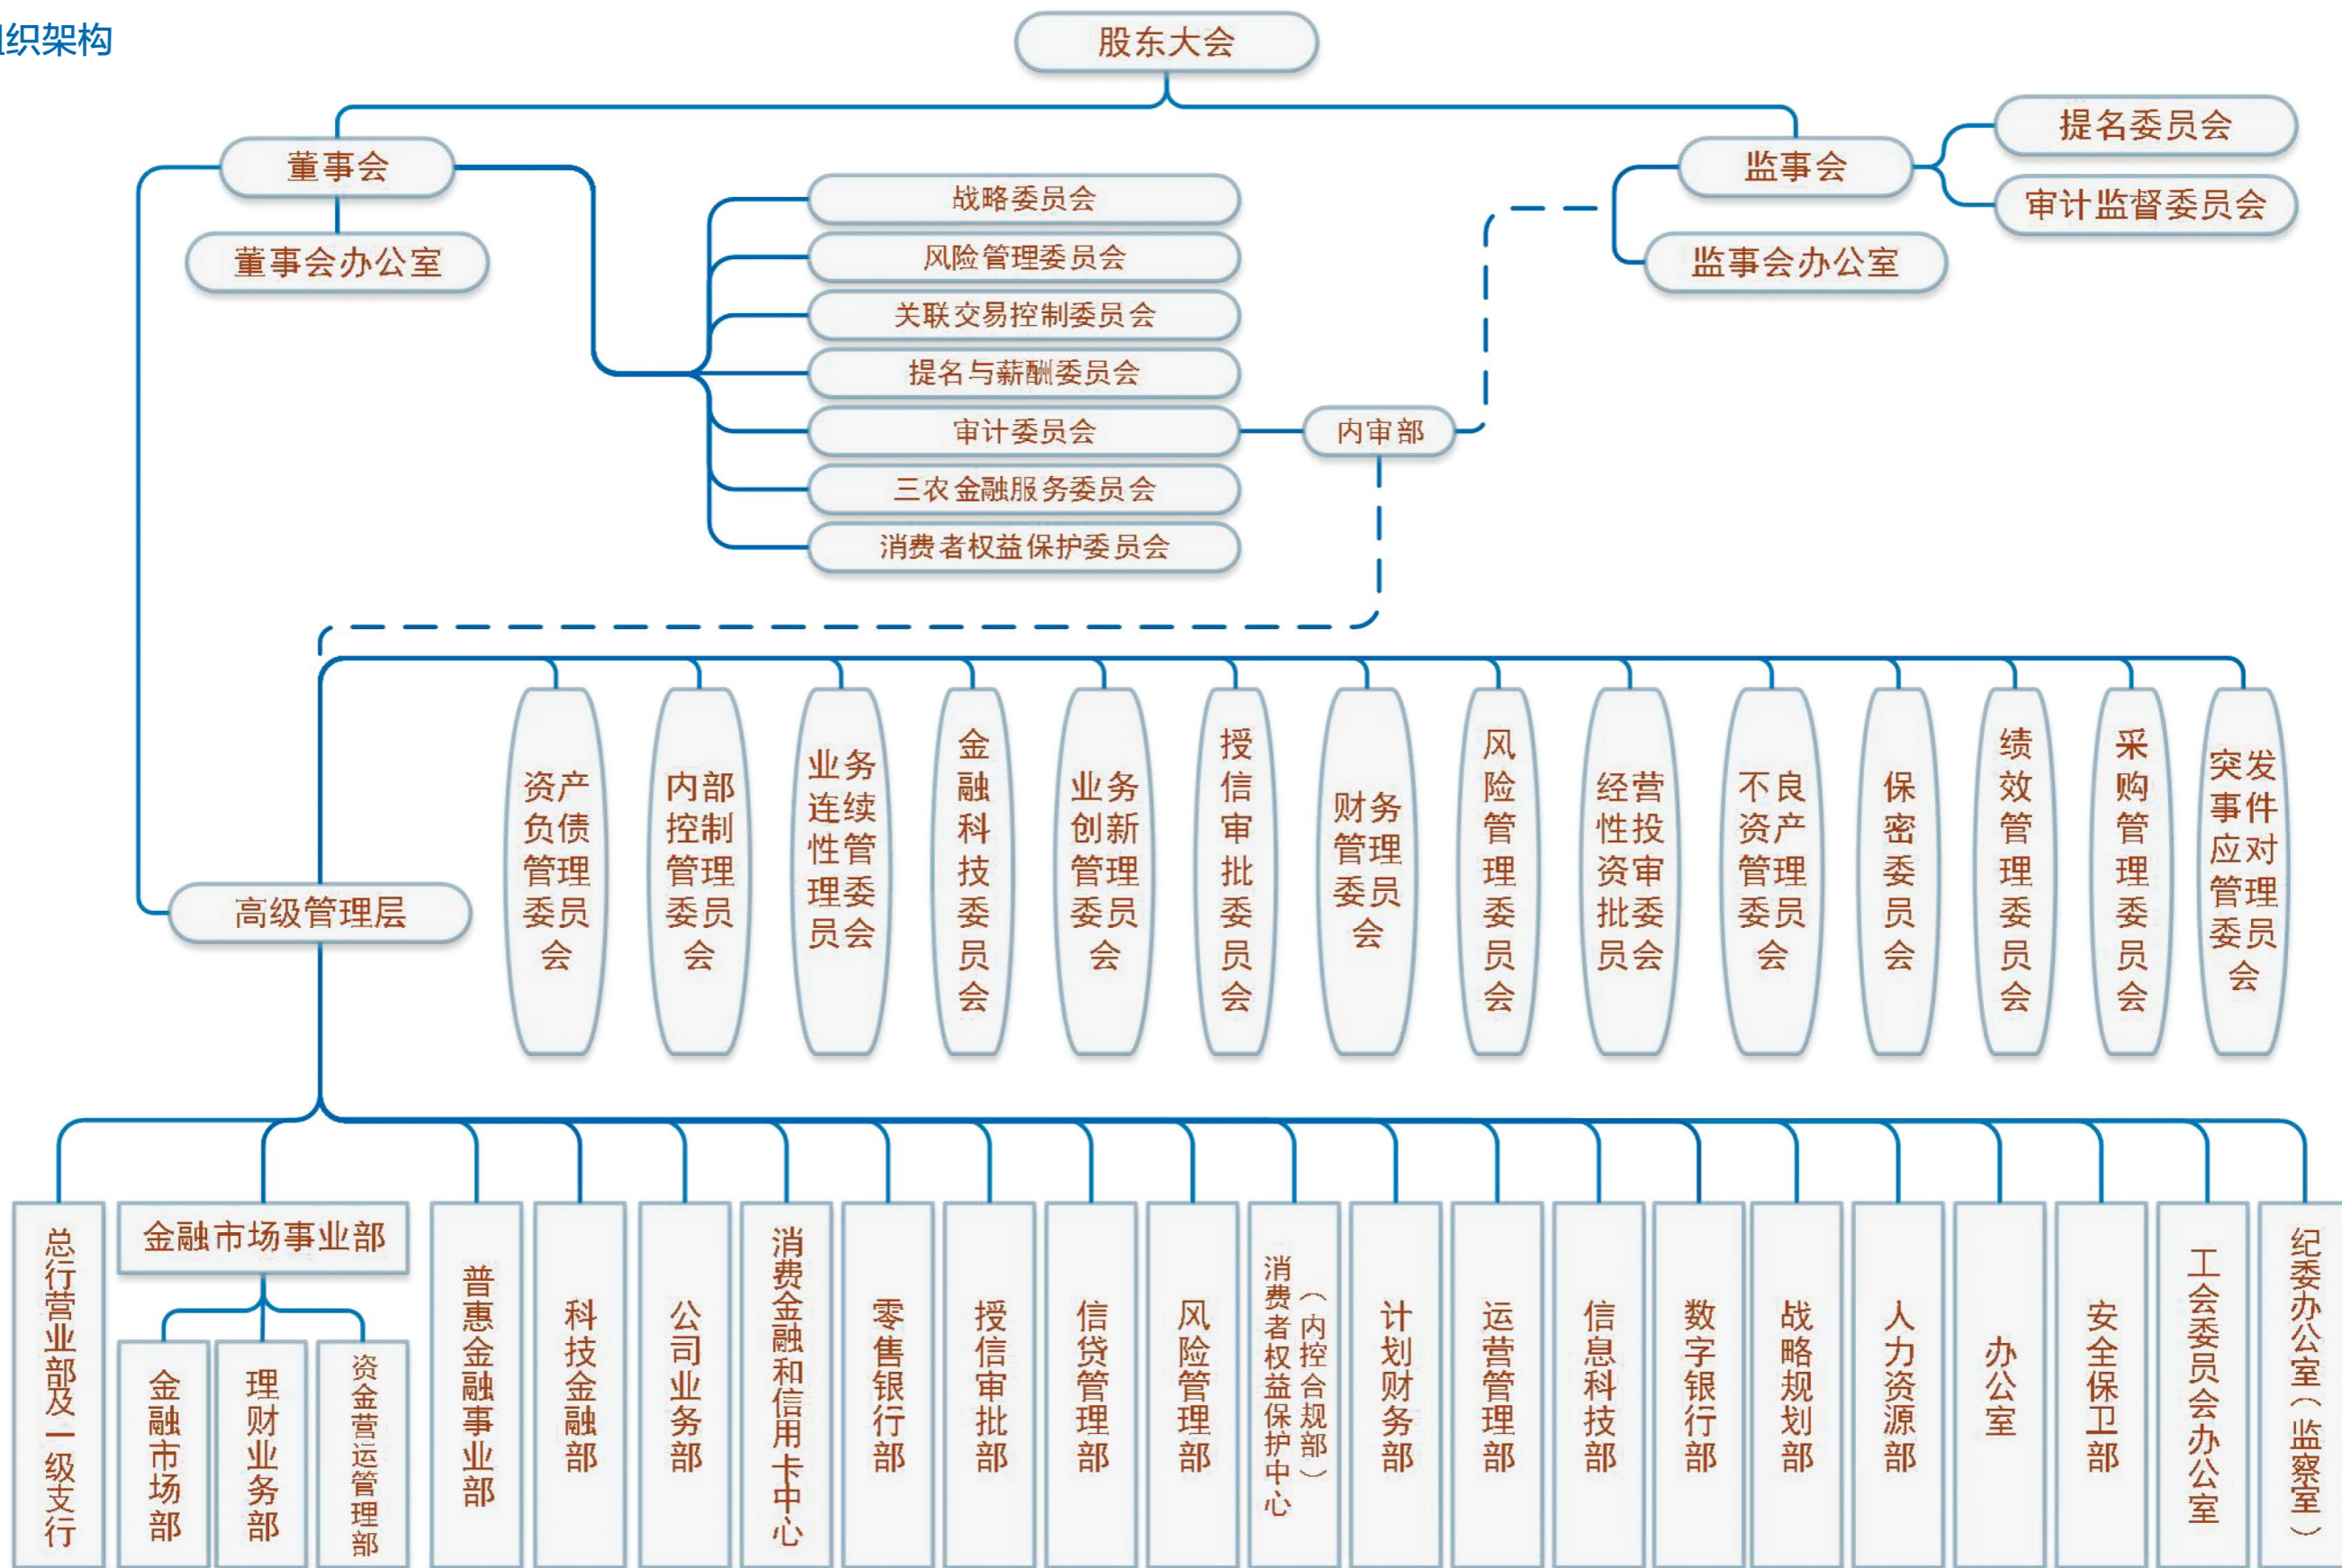 组织架构
股东大会
董事会
监事会
提名委员会
审计监督委员会
董事会办公室
监事会办公室
战略委员会
风险管理委员会
关联交易控制委员会
提名与薪酬委员会
审计委员会
内审部
三农金融服务委员会
消费者权益保护委员会
高级管理层
资产负债管理委员会
内部控制管理委员会
业务连续性管理委员会
金融科技委员会
业务创新管理委员会
授信审批委员会
财务管理委员会
风险管理委员会
经营性投资审批委员会
不良资产管理委员会
保密委员会
绩效管理委员会
采购管理委员会
突发事件应对管理委员会
总行营业部及一级支行
金融市场事业部
金融市场部
理财业务部
资金营运管理部
普惠金融事业部
科技金融部
公司业务部
消费金融和信用卡中心
零售银行部
授信审批部
信贷管理部
风险管理部
消费者权益保护中心
（内控合规部）
计划财务部
运营管理部
信息科技部
数字银行部
战略规划部
人力资源部
办公室
安全保卫部
工会委员会办公室
纪委办公室（监察室）